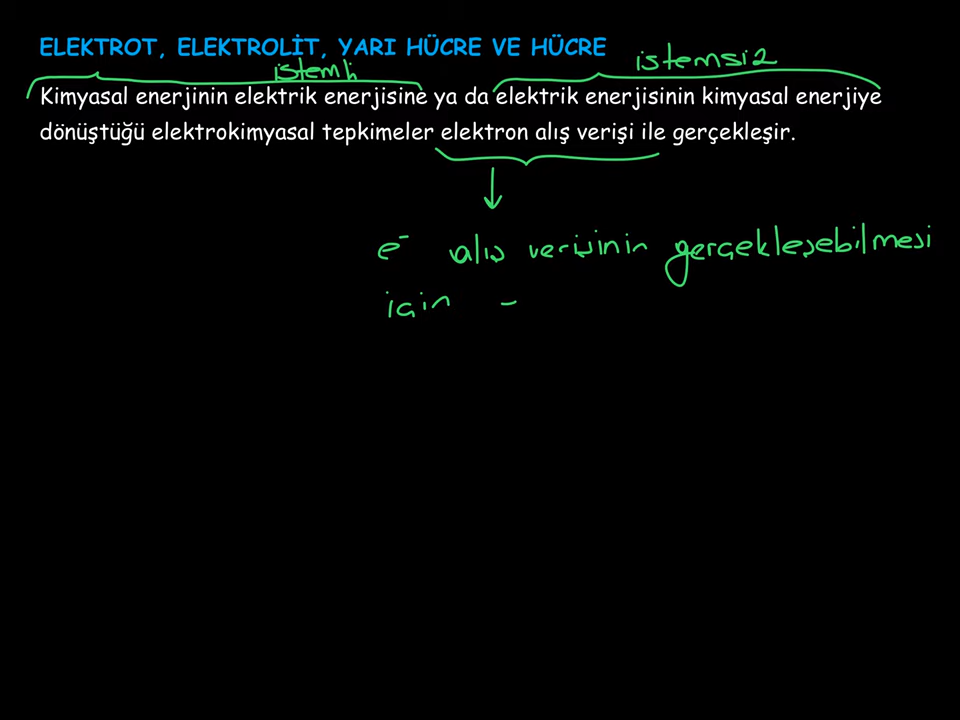 ELEKTROT, ELEKTROLİT, YARI HÜCRE VE HÜCRE
istemli istemsiz
Kimyasal enerjinin elektrik enerjisine ya da elektrik enerjisinin kimyasal enerjiye
dönüştüğü elektrokimyasal tepkimeler elektron alış verişi ile gerçekleşir.
e⁻ alış verişinin gerçekleşebilmesi
için -